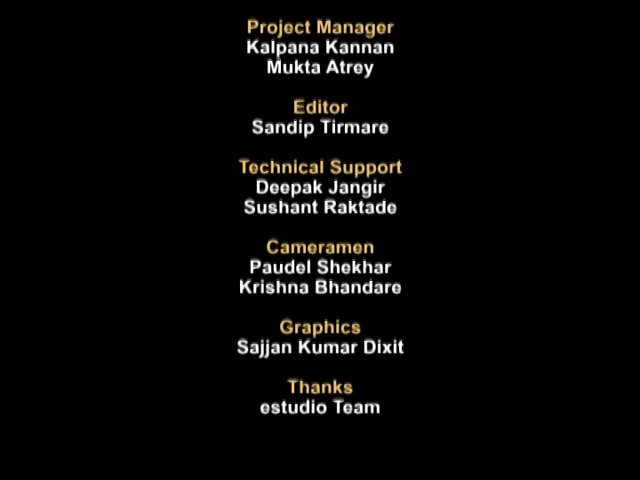 Project Manager
Kalpana Kannan
Mukta Atrey
Editor
Sandip Tirmare
Technical Support
Deepak Jangir
Sushant Raktade
Cameramen
Paudel Shekhar
Krishna Bhandare
Graphics
Sajjan Kumar Dixit
Thanks
estudio Team